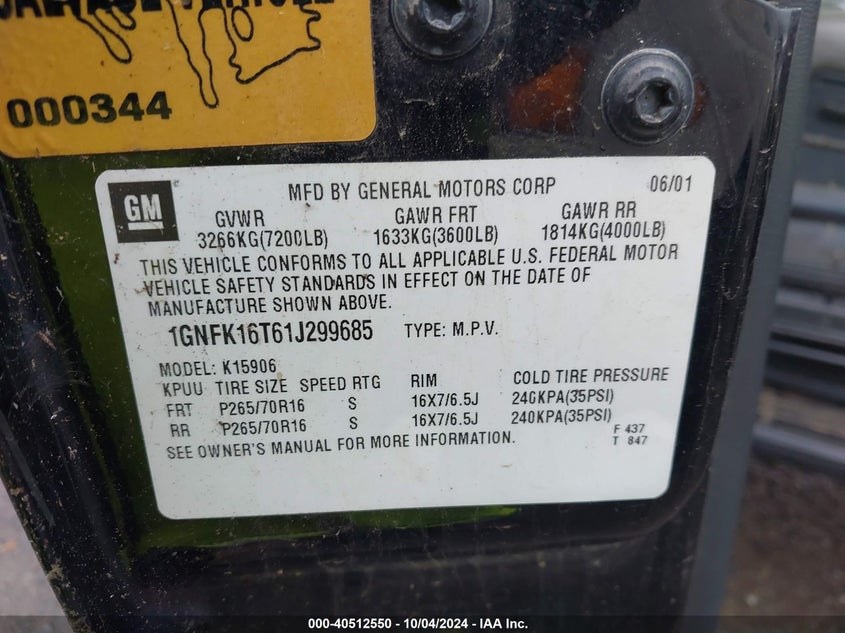 000344
GM
MFD BY GENERAL MOTORS CORP 06/01
GVWR GAWR FRT GAWR RR
3266KG(7200LB) 1633KG(3600LB) 1814KG(4000LB)
THIS VEHICLE CONFORMS TO ALL APPLICABLE U.S. FEDERAL MOTOR
VEHICLE SAFETY STANDARDS IN EFFECT ON THE DATE OF
MANUFACTURE SHOWN ABOVE.
1GNFK16T61J299685 TYPE: M.P.V.
MODEL: K15906
KPUU TIRE SIZE SPEED RTG RIM COLD TIRE PRESSURE
FRT P265/70R16 S 16X7/6.5J 240KPA(35PSI)
RR P265/70R16 S 16X7/6.5J 240KPA(35PSI)
SEE OWNER'S MANUAL FOR MORE INFORMATION. F 437
T 847
000-40512550 - 10/04/2024 - IAA Inc.